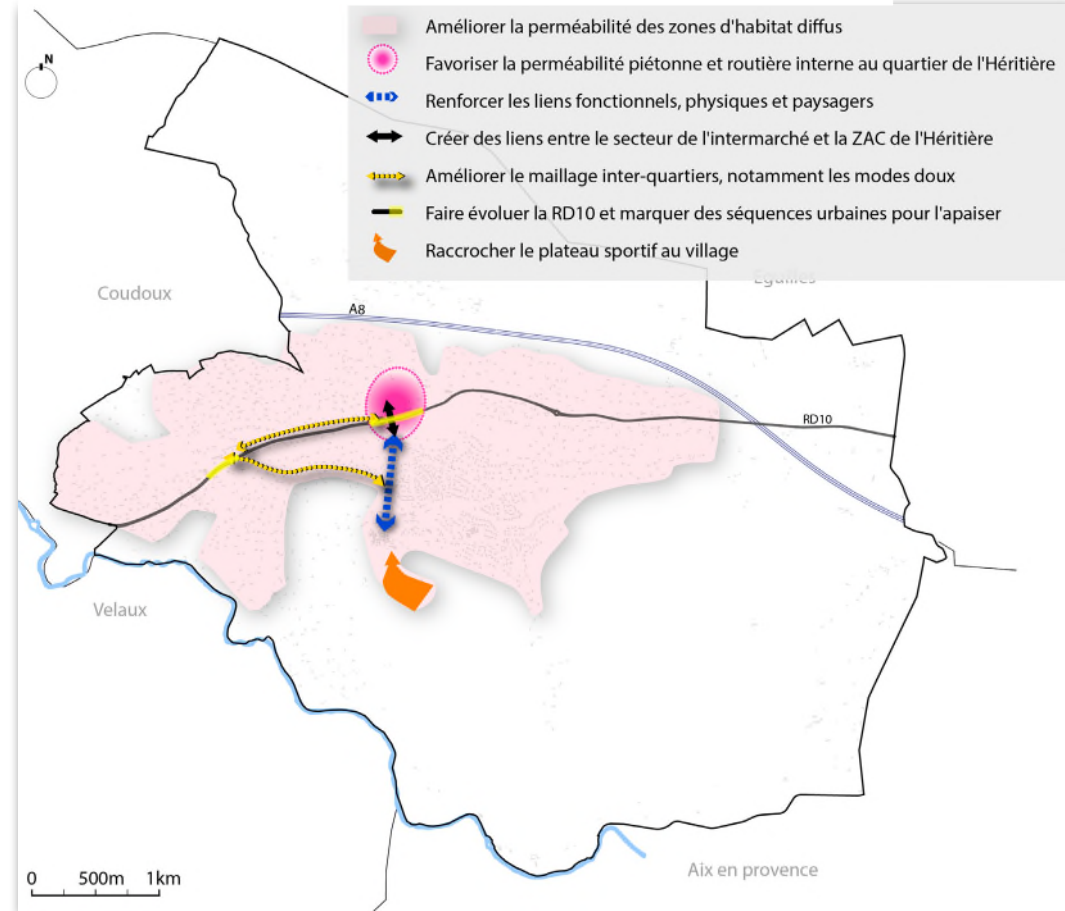 Améliorer la perméabilité des zones d'habitat diffus
Favoriser la perméabilité piétonne et routière interne au quartier de l'Héritière
Renforcer les liens fonctionnels, physiques et paysagers
Créer des liens entre le secteur de l'intermarché et la ZAC de l'Héritière
Améliorer le maillage inter-quartiers, notamment les modes doux
Faire évoluer la RD10 et marquer des séquences urbaines pour l'apaiser
Raccrocher le plateau sportif au village
N
Coudoux
Eguilles
A8
RD10
Velaux
Aix en provence
0 500m 1km